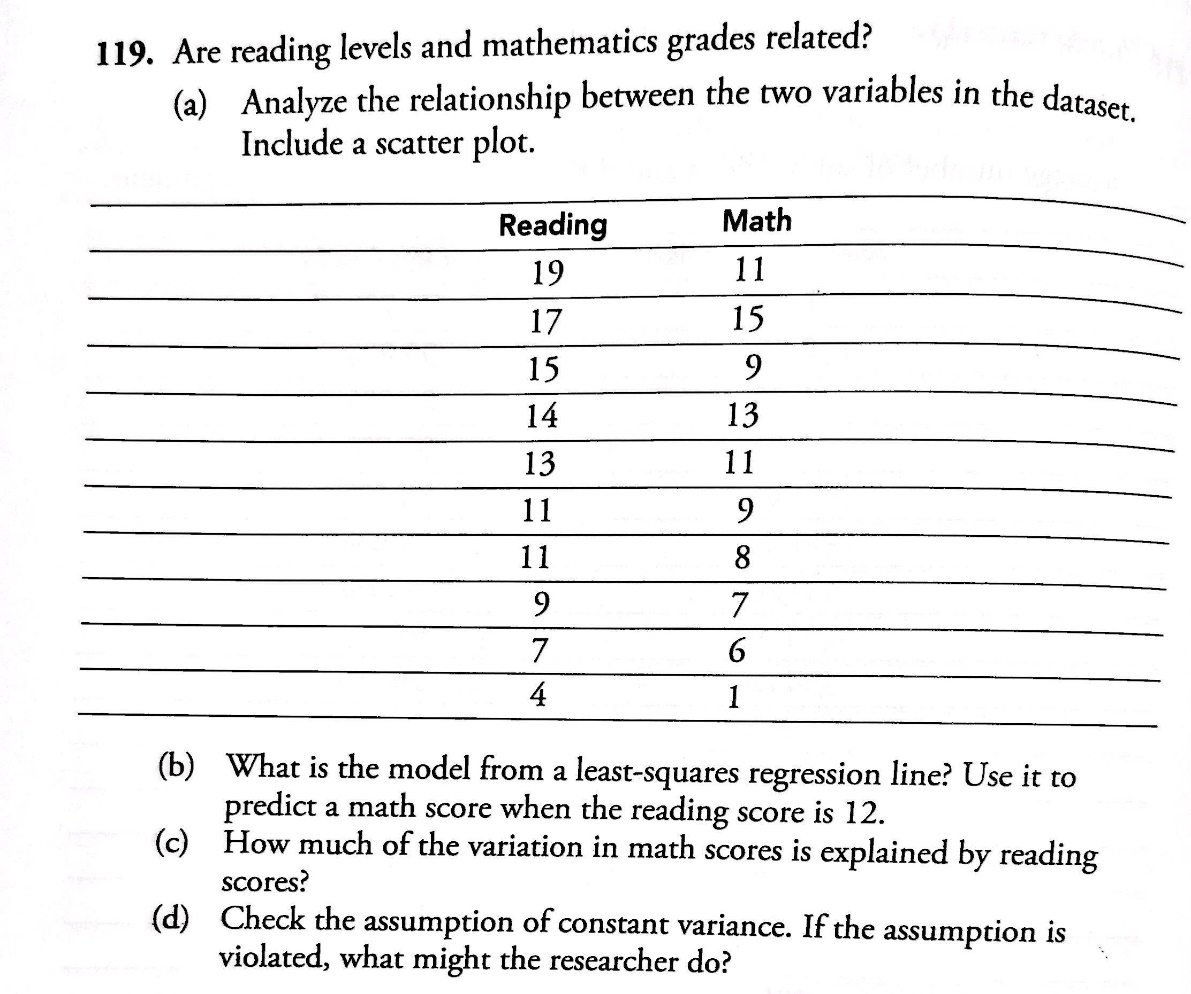 119. Are reading levels and mathematics grades related?
(a) Analyze the relationship between the two variables in the dataset.
Include a scatter plot.
Reading Math
19 11
17 15
15 9
14 13
13 11
11 9
11 8
9 7
7 6
4 1
(b) What is the model from a least-squares regression line? Use it to
predict a math score when the reading score is 12.
(c) How much of the variation in math scores is explained by reading
scores?
(d) Check the assumption of constant variance. If the assumption is
violated, what might the researcher do?